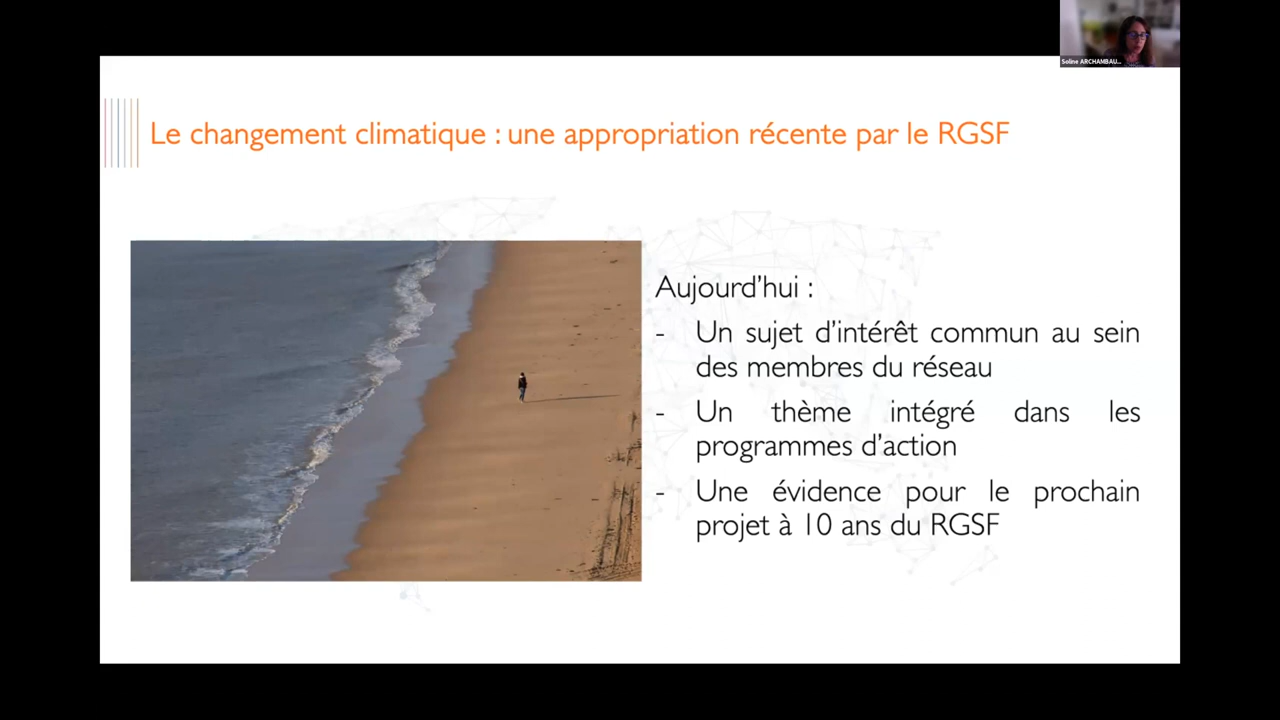 Soline ARCHAMBAU...
Le changement climatique : une appropriation récente par le RGSF
Aujourd'hui :
- Un sujet d'intérêt commun au sein
des membres du réseau
- Un thème intégré dans les
programmes d'action
- Une évidence pour le prochain
projet à 10 ans du RGSF